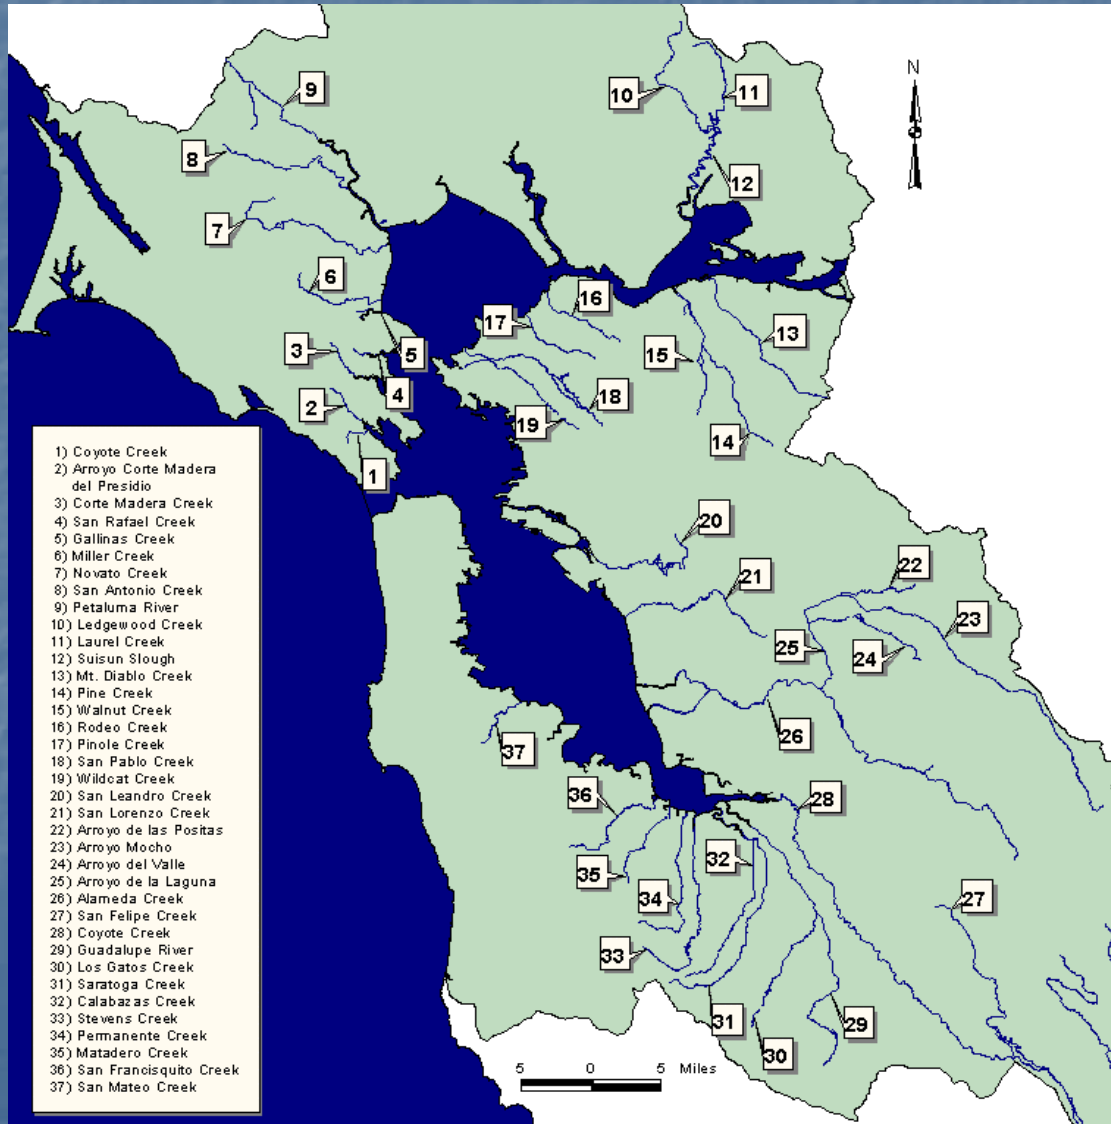 N
9
10
11
8
12
7
6
16
17
13
3
5
15
4
18
2
19
14
1
20
21
22
23
25
24
26
37
36
28
32
35
34
27
33
31
29
30
1) Coyote Creek
2) Arroyo Corte Madera
del Presidio
3) Corte Madera Creek
4) San Rafael Creek
5) Gallinas Creek
6) Miller Creek
7) Novato Creek
8) San Antonio Creek
9) Petaluma River
10) Ledgewood Creek
11) Laurel Creek
12) Suisun Slough
13) Mt. Diablo Creek
14) Pine Creek
15) Walnut Creek
16) Rodeo Creek
17) Pinole Creek
18) San Pablo Creek
19) Wildcat Creek
20) San Leandro Creek
21) San Lorenzo Creek
22) Arroyo de las Positas
23) Arroyo Mocho
24) Arroyo del Valle
25) Arroyo de la Laguna
26) Alameda Creek
27) San Felipe Creek
28) Coyote Creek
29) Guadalupe River
30) Los Gatos Creek
31) Saratoga Creek
32) Calabazas Creek
33) Stevens Creek
34) Permanente Creek
35) Matadero Creek
36) San Francisquito Creek
37) San Mateo Creek
5 0 5 Miles